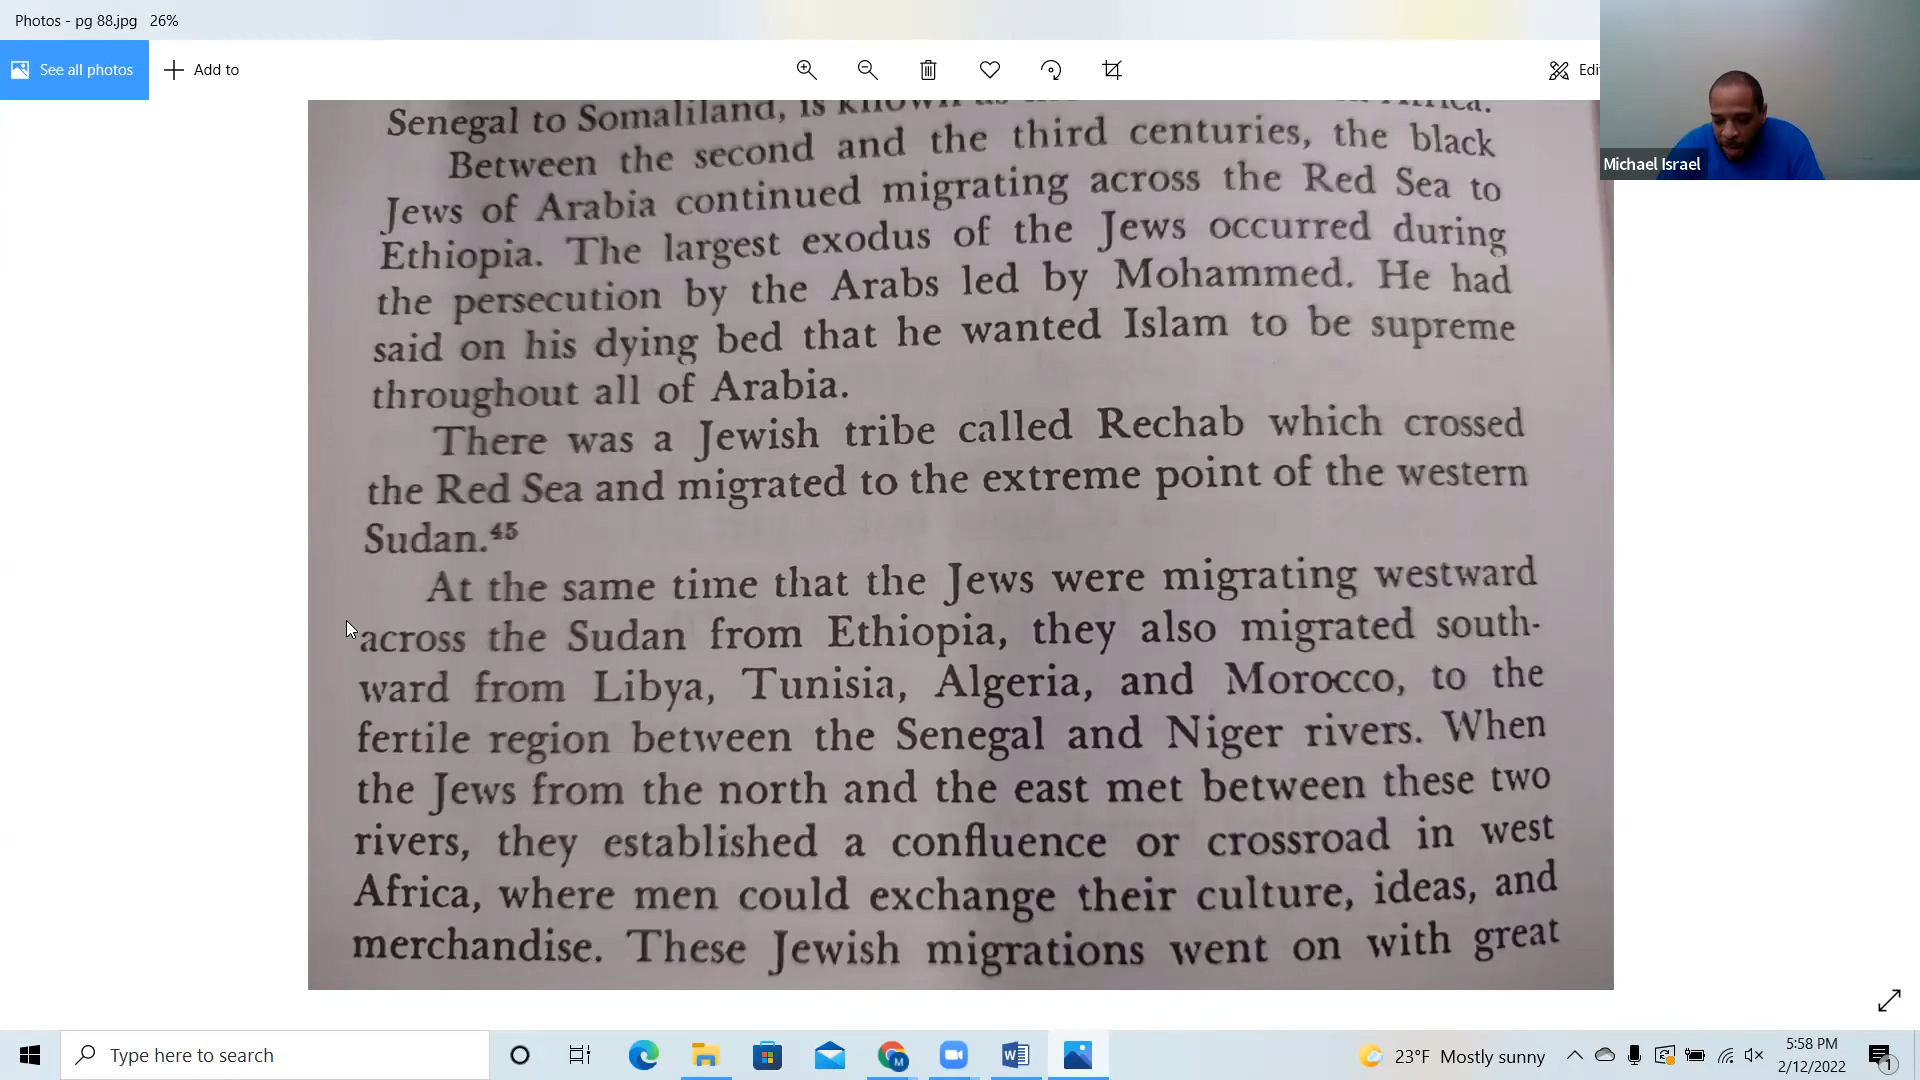 Photos - pg 88.jpg 26%
See all photos
Add to
Edi
Michael Israel
Senegal to Somaliland, is known
Between the second and the third centuries, the black
Jews of Arabia continued migrating across the Red Sea to
Ethiopia. The largest exodus of the Jews occurred during
the persecution by the Arabs led by Mohammed. He had
said on his dying bed that he wanted Islam to be supreme
throughout all of Arabia.
There was a Jewish tribe called Rechab which crossed
the Red Sea and migrated to the extreme point of the western
Sudan.45
At the same time that the Jews were migrating westward
across the Sudan from Ethiopia, they also migrated south-
ward from Libya, Tunisia, Algeria, and Morocco, to the
fertile region between the Senegal and Niger rivers. When
the Jews from the north and the east met between these two
rivers, they established a confluence or crossroad in west
Africa, where men could exchange their culture, ideas, and
merchandise. These Jewish migrations went on with great
Type here to search
23°F Mostly sunny
5:58 PM
2/12/2022
1